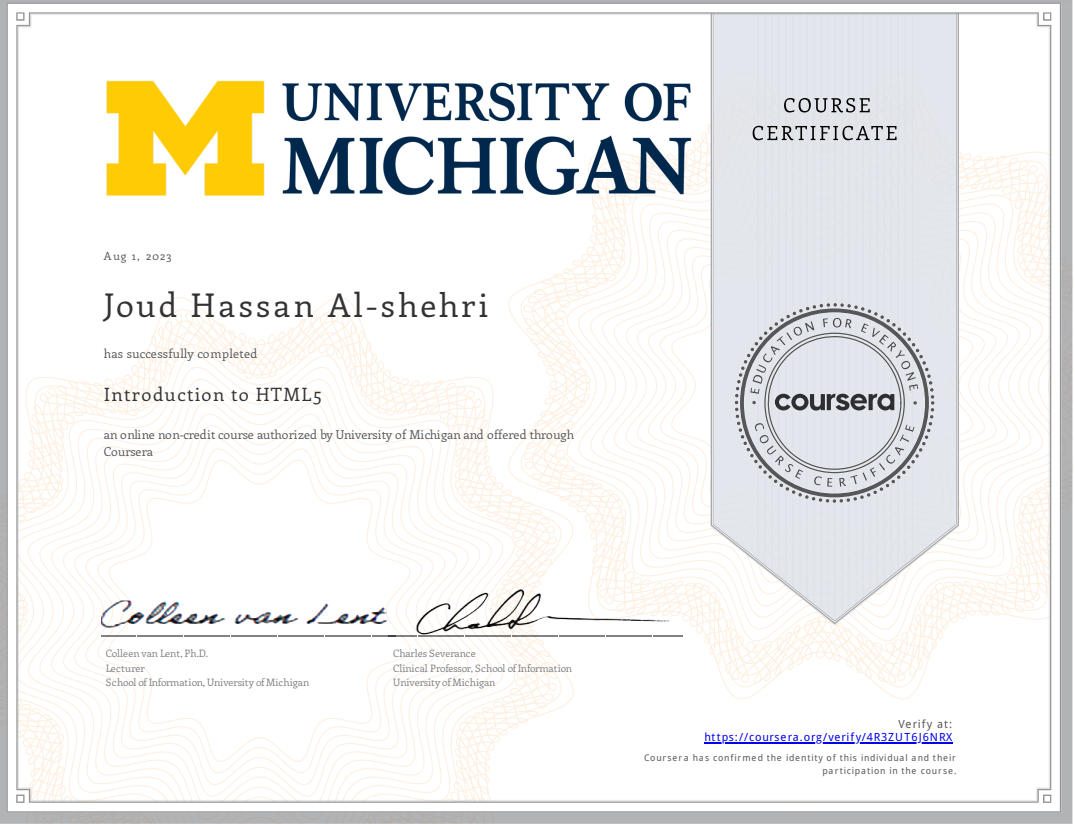 M
UNIVERSITY OF
MICHIGAN
COURSE
CERTIFICATE
Aug 1, 2023
Joud Hassan Al-shehri
has successfully completed
Introduction to HTML5
an online non-credit course authorized by University of Michigan and offered through
Coursera
EDUCATION FOR EVERYONE
coursera
COURSE CERTIFICATE
Colleen van Lent
Colleen van Lent, Ph.D.
Lecturer
School of Information, University of Michigan
Charles Severance
Clinical Professor, School of Information
University of Michigan
Verify at:
https://coursera.org/verify/4R3ZUT6J6NRX
Coursera has confirmed the identity of this individual and their
participation in the course.